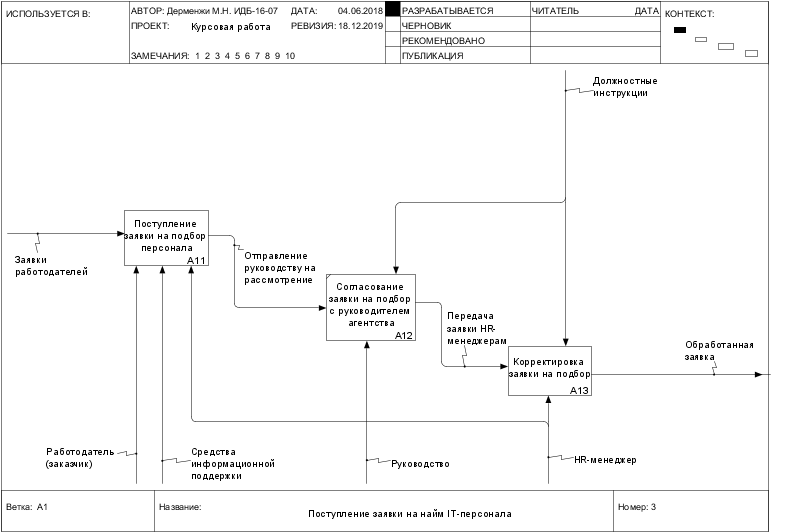 ИСПОЛЬЗУЕТСЯ В:
АВТОР: Дерменжи М.Н. ИДБ-16-07
ДАТА: 04.06.2018
РАЗРАБАТЫВАЕТСЯ
ЧИТАТЕЛЬ
ДАТА
КОНТЕКСТ:
ПРОЕКТ: Курсовая работа
РЕВИЗИЯ: 18.12.2019
ЧЕРНОВИК
РЕКОМЕНДОВАНО
ЗАМЕЧАНИЯ: 1 2 3 4 5 6 7 8 9 10
ПУБЛИКАЦИЯ
Должностные
инструкции
Поступление
заявки на подбор
персонала
A11
Заявки
работодателей
Отправление
руководству на
рассмотрение
Согласование
заявки на подбор
с руководителем
агентства
A12
Передача
заявки HR-
менеджерам
Корректировка
заявки на подбор
A13
Обработанная
заявка
Работодатель
(заказчик)
Средства
информационной
поддержки
Руководство
HR-менеджер
Ветка: A1
Название:
Поступление заявки на найм IT-персонала
Номер: 3